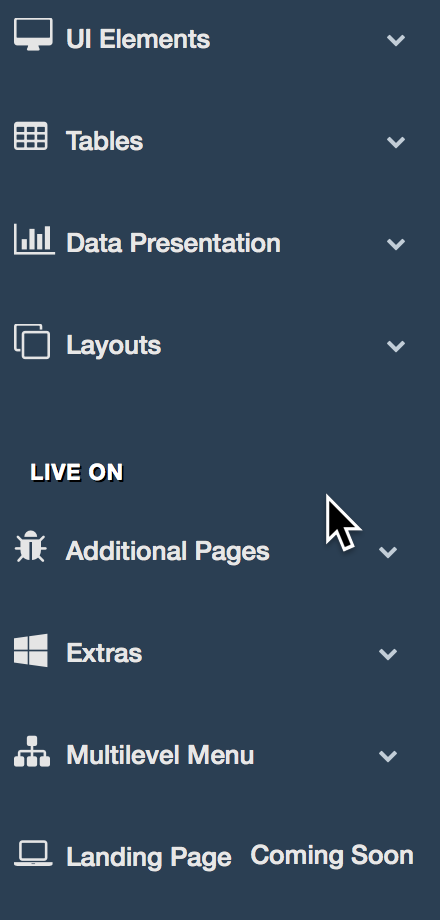 UI Elements
Tables
Data Presentation
Layouts
LIVE ON
Additional Pages
Extras
Multilevel Menu
Landing Page Coming Soon